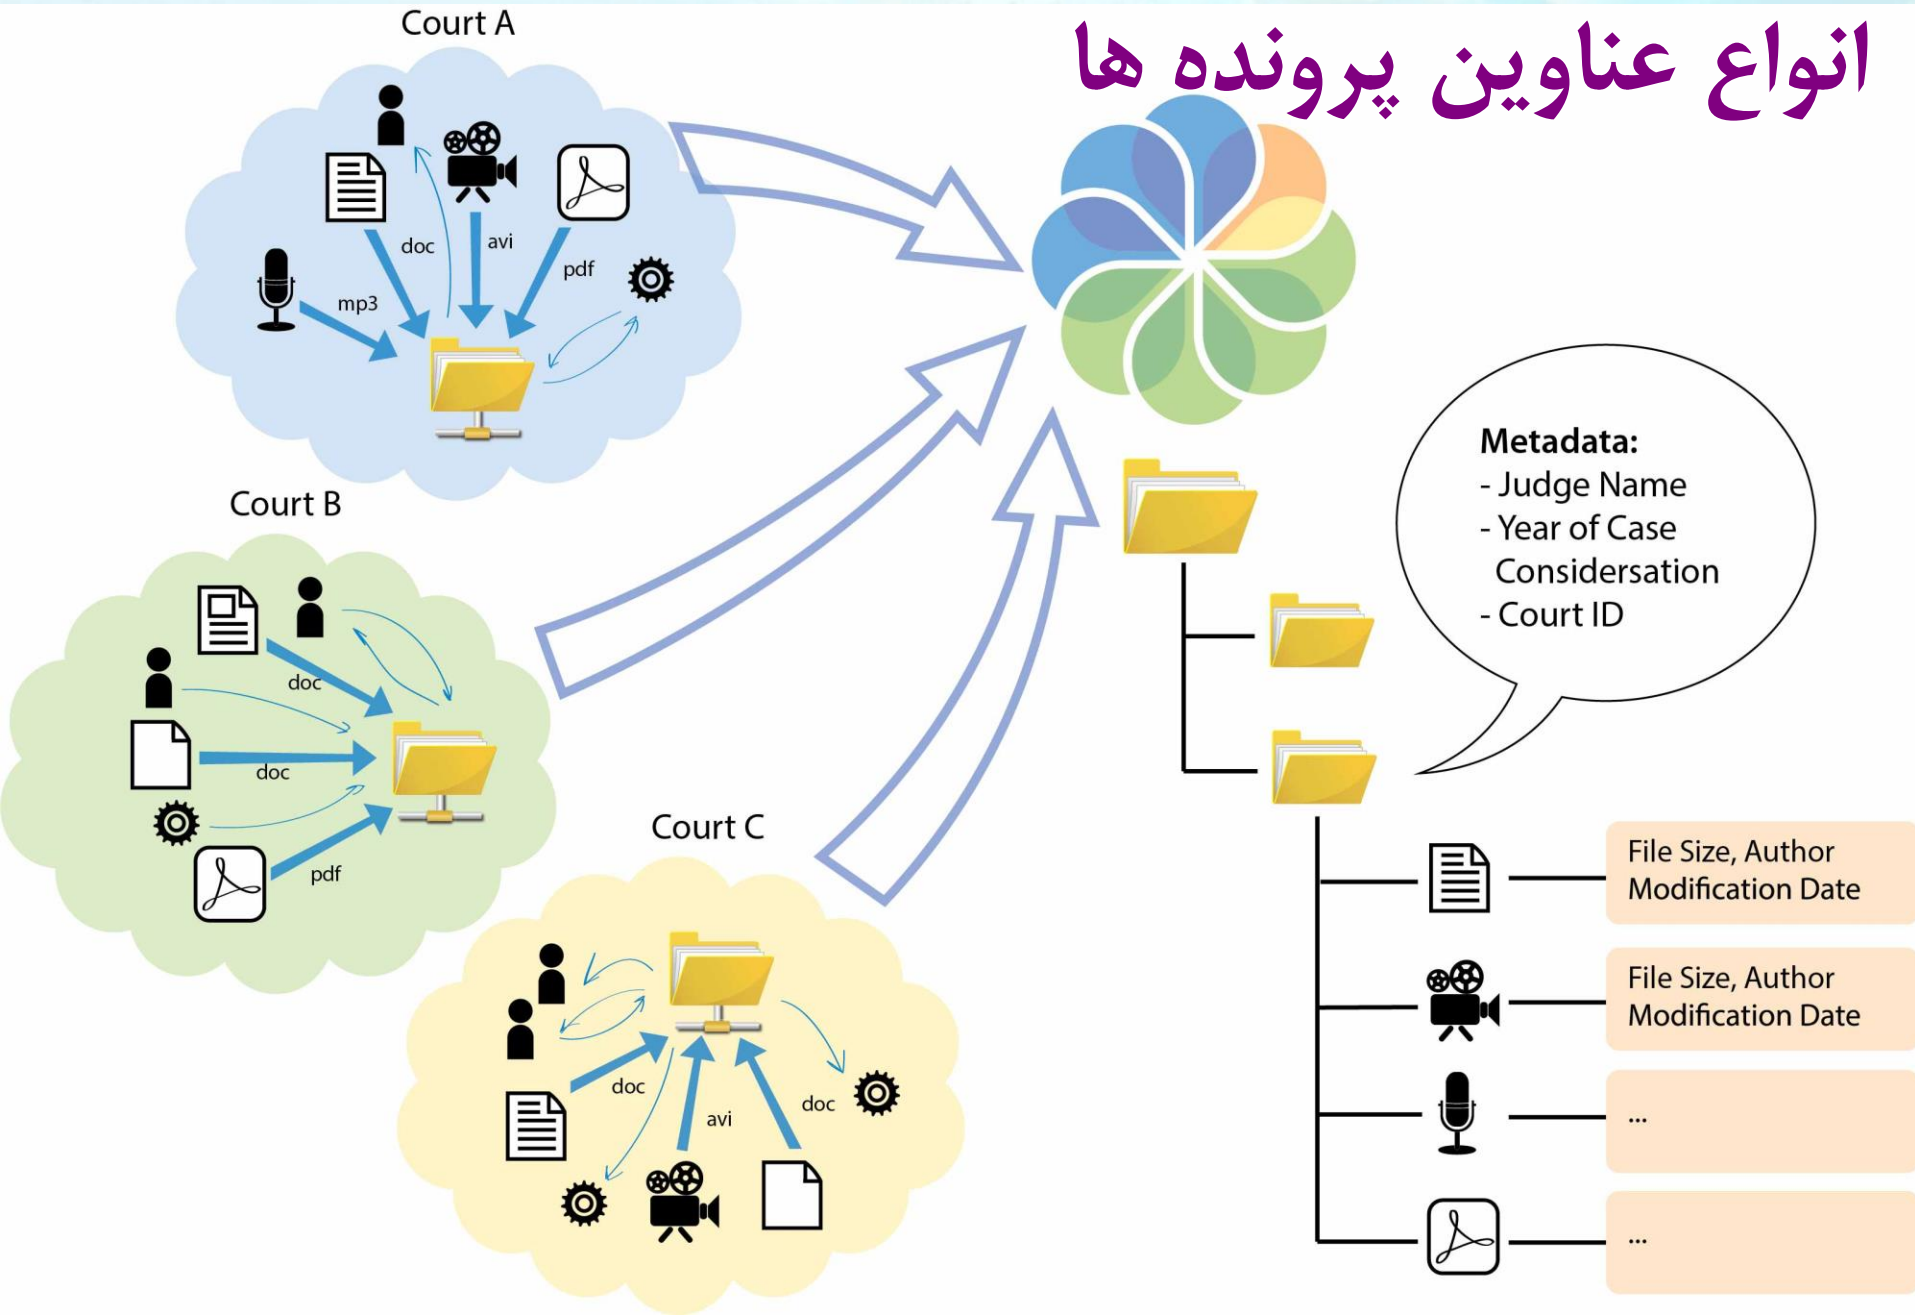 انواع عناوین پرونده ها
Court A
doc
avi
pdf
mp3
Court B
doc
doc
pdf
Court C
doc
avi
doc
Metadata:
- Judge Name
- Year of Case
Considersation
- Court ID
File Size, Author
Modification Date
File Size, Author
Modification Date
...
...